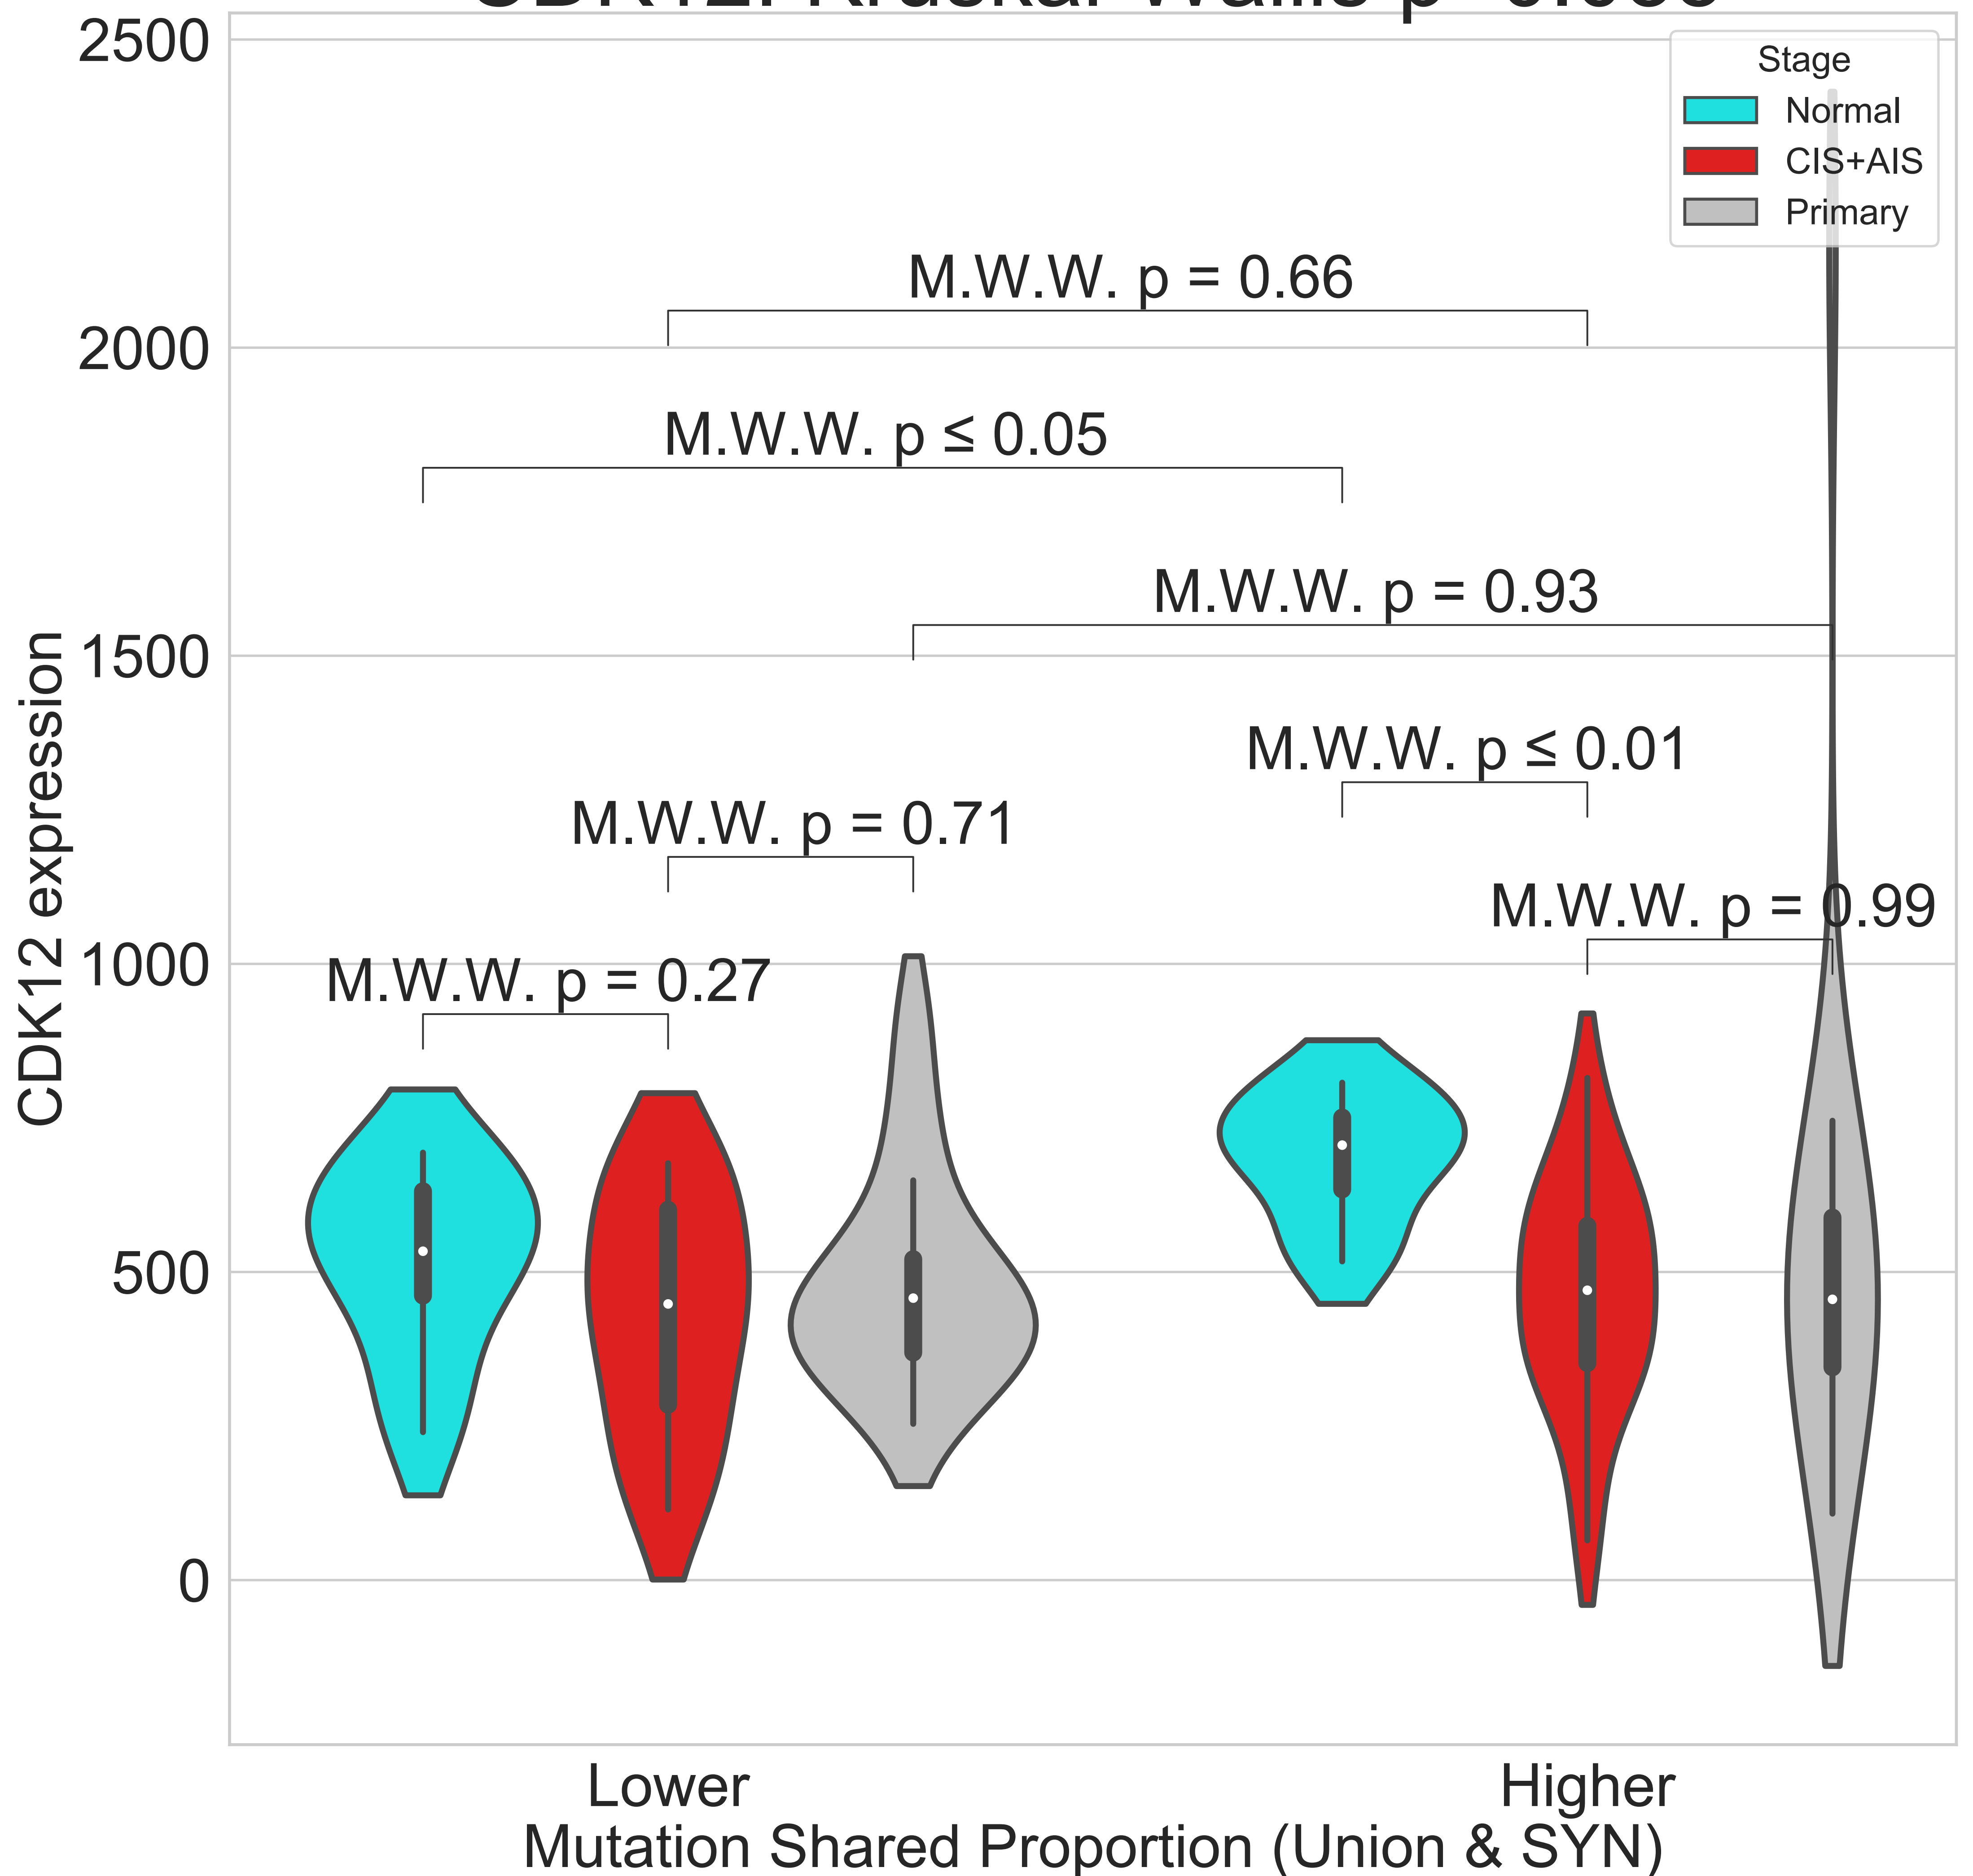 2500
Stage
Normal
CIS+AIS
Primary
M.W.W. p = 0.66
2000
M.W.W. p ≤ 0.05
M.W.W. p = 0.93
1500
M.W.W. p ≤ 0.01
M.W.W. p = 0.71
M.W.W. p = 0.99
1000
M.W.W. p = 0.27
CDK12 expression
500
0
Lower
Higher
Mutation Shared Proportion (Union & SYN)